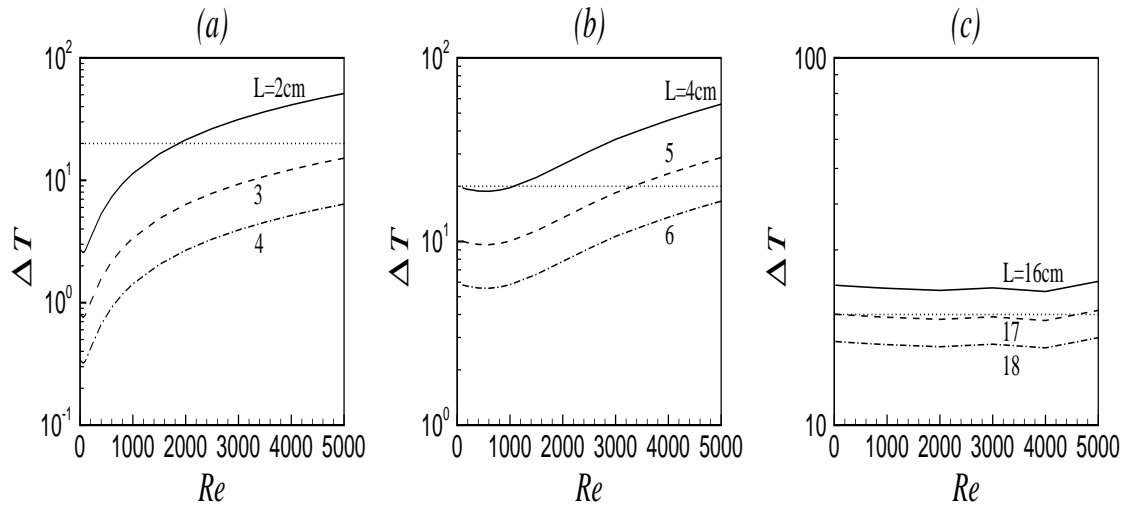 (a) (b) (c)
10² 10² 100
L=2cm L=4cm
10¹ 3 5
4 10¹ 6 L=16cm
ΔT ΔT ΔT
10⁰ 17
18
10⁻¹ 10⁰ 10
0 1000 2000 3000 4000 5000 0 1000 2000 3000 4000 5000 0 1000 2000 3000 4000 5000
Re Re Re